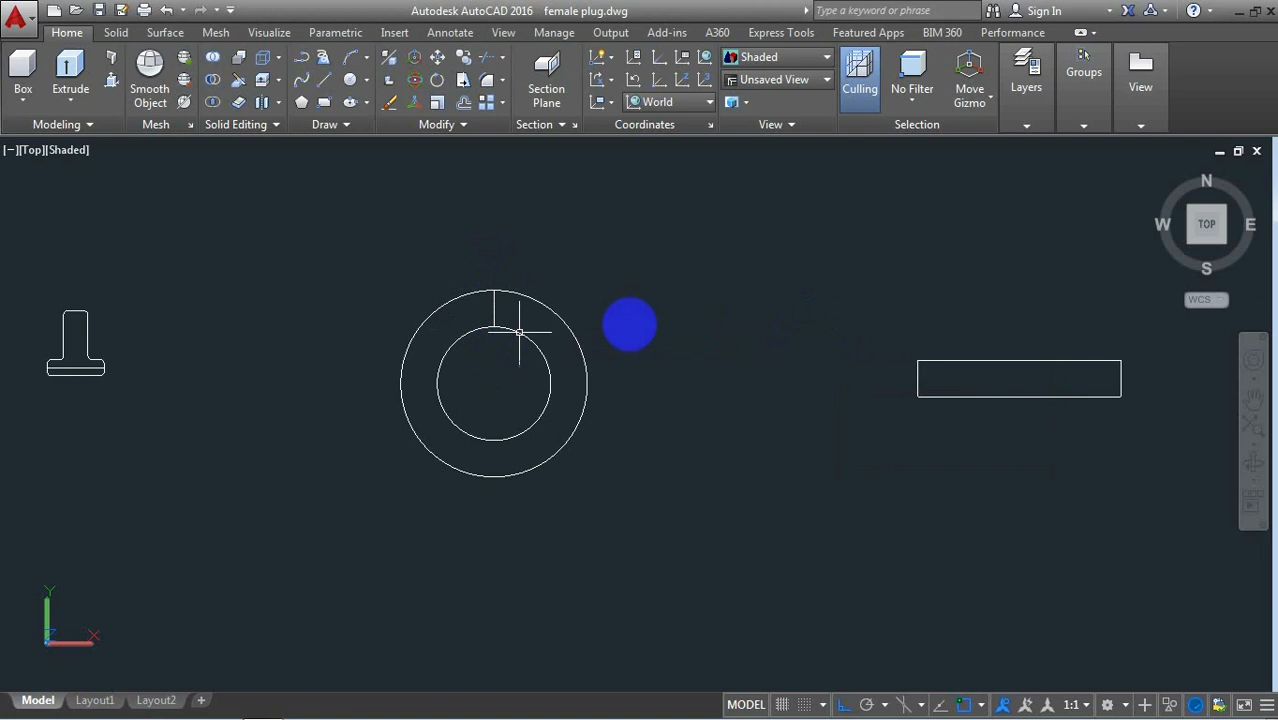 Autodesk AutoCAD 2016 female plug.dwg
Type a keyword or phrase
Sign In
Home Solid Surface Mesh Visualize Parametric Insert Annotate View Manage Output Add-ins A360 Express Tools Featured Apps BIM 360 Performance
Box
Extrude
Smooth Object
Section Plane
Shaded
Unsaved View
World
Culling
No Filter
Move Gizmo
Layers
Groups
View
Modeling Mesh Solid Editing Draw Modify Section Coordinates View Selection
[−][Top][Shaded]
N
W TOP E
S
WCS
Y
Z X
Model Layout1 Layout2 +
MODEL 1:1